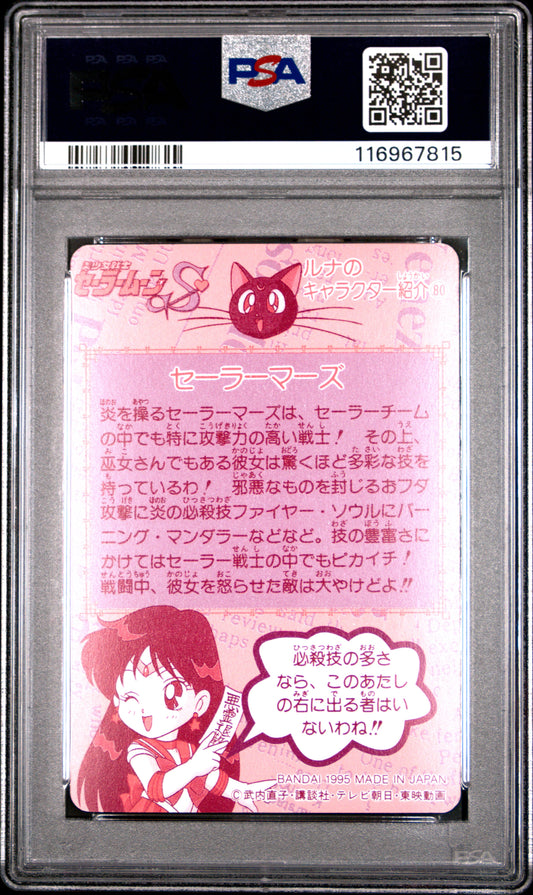 PSA
116967815
美少女戦士
セーラームーンS
ルナの
キャラクター紹介 80
しょうかい
セーラーマーズ
炎を操るセーラーマーズは、セーラーチーム
の中でも特に攻撃力の高い戦士！ その上、
巫女さんでもある彼女は驚くほど多彩な技を
持っているわ！ 邪悪なものを封じるおフダ
攻撃に炎の必殺技ファイヤー・ソウルにバー
ニング・マンダラーなどなど。技の豊富さに
かけてはセーラー戦士の中でもピカイチ！
戦闘中、彼女を怒らせた敵は大やけどよ!!
必殺技の多さ
なら、このあたし
の右に出る者はい
ないわね!!
悪霊退散
BANDAI 1995 MADE IN JAPAN
©武内直子・講談社・テレビ朝日・東映動画
PSA